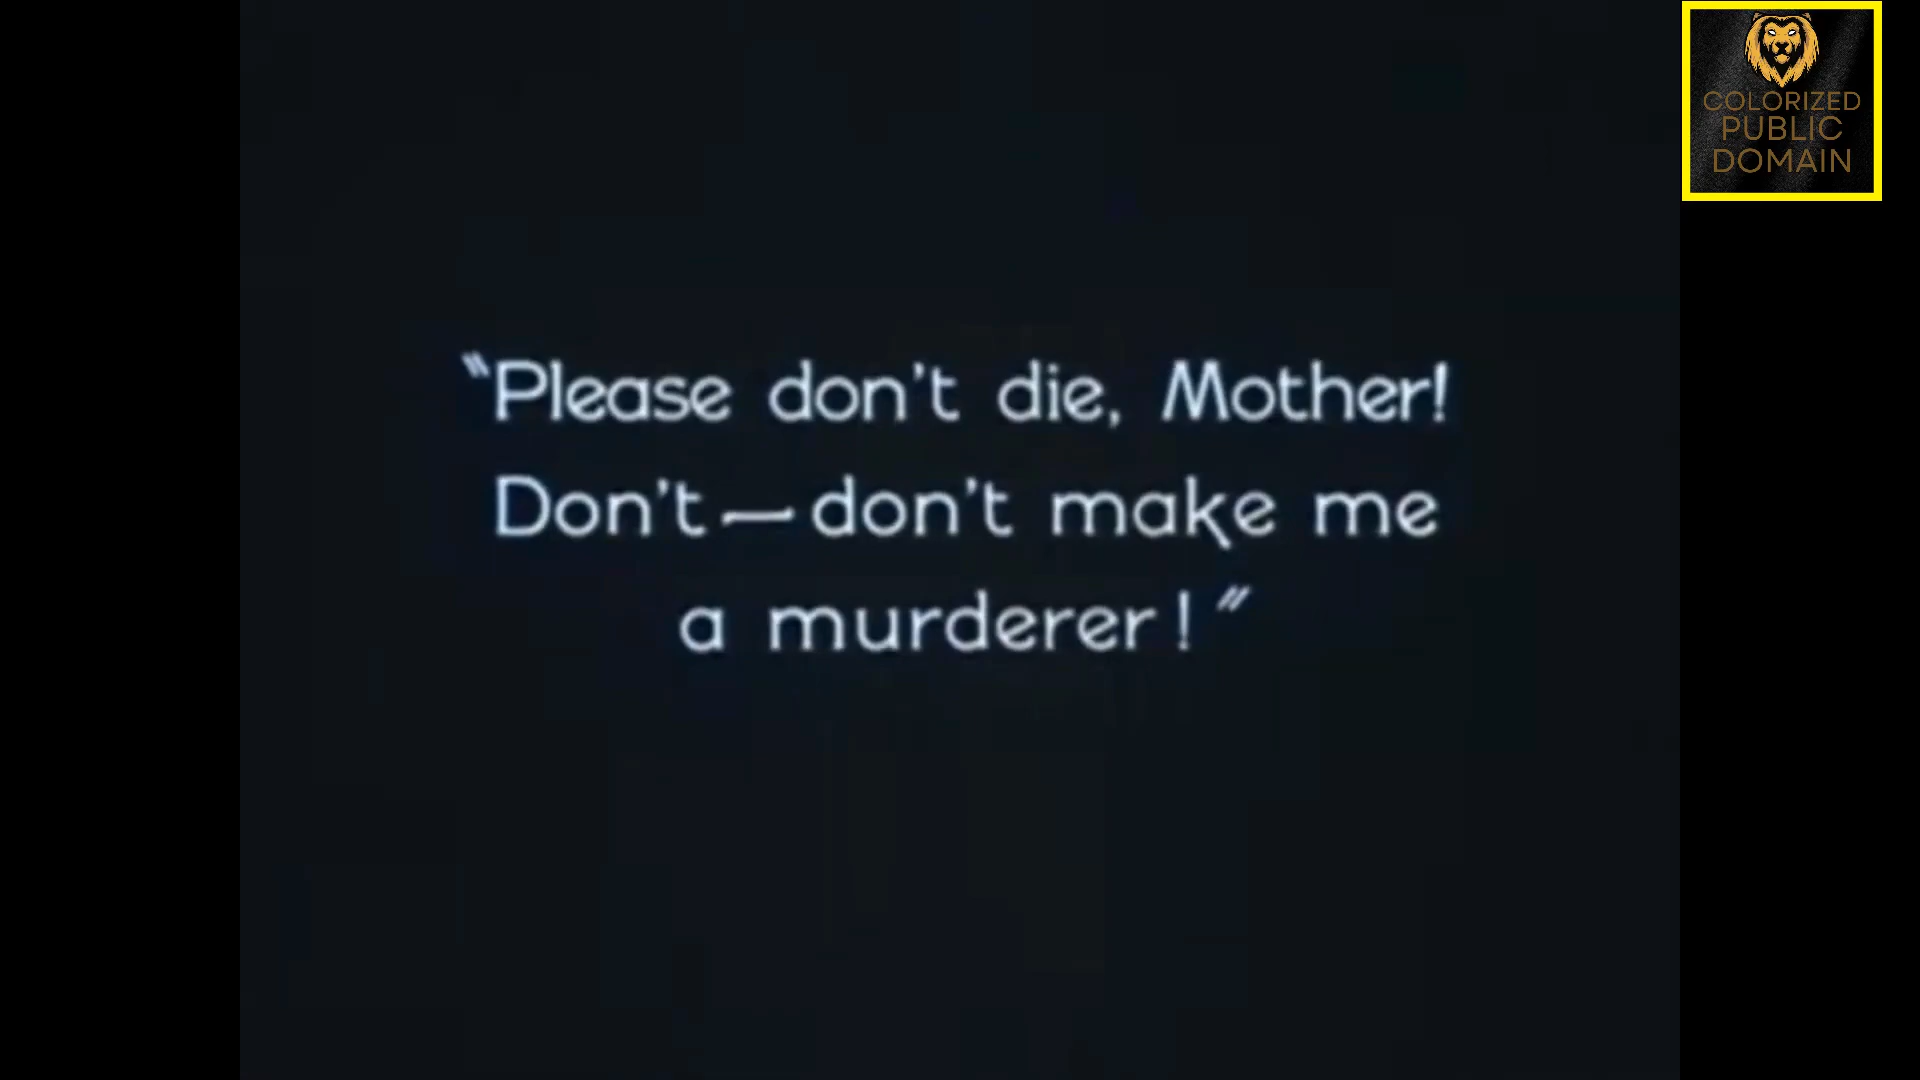 "Please don't die, Mother!
Don't — don't make me
a murderer!"
COLORIZED
PUBLIC
DOMAIN